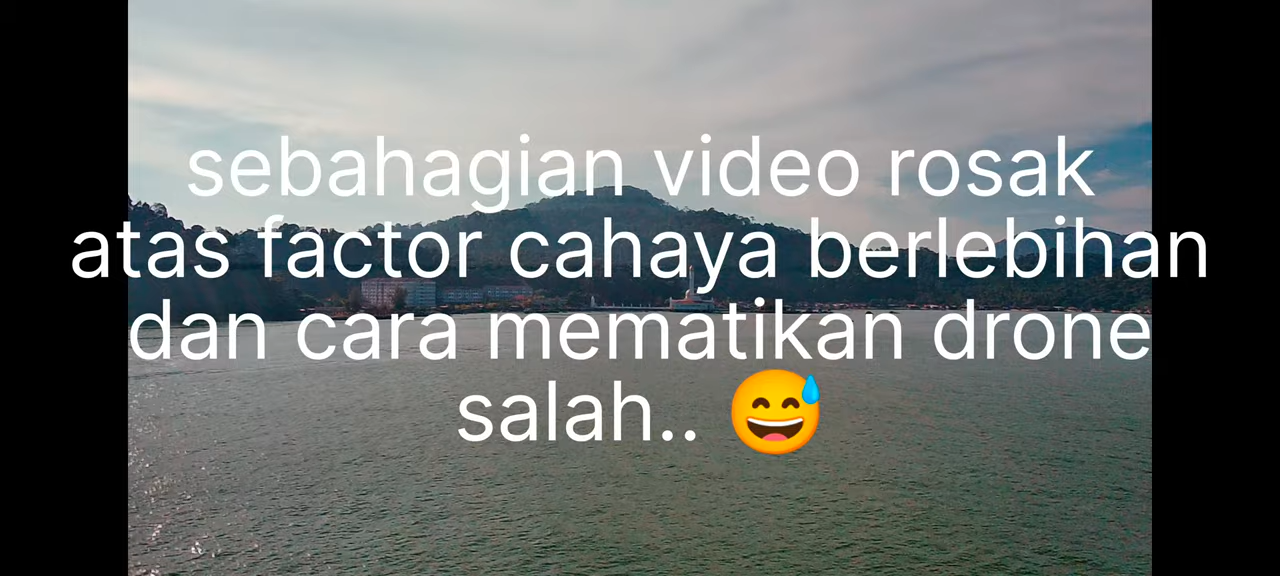 sebahagian video rosak
atas factor cahaya berlebihan
dan cara mematikan drone
salah.. 😅